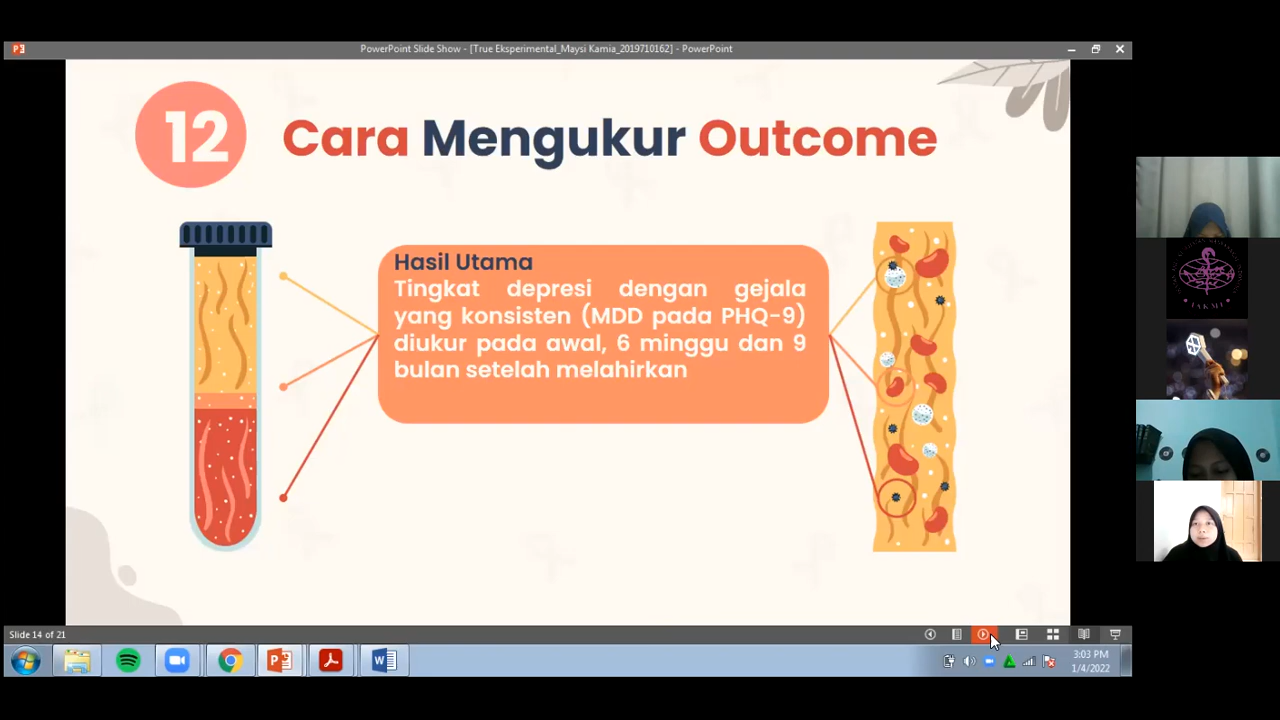 PowerPoint Slide Show - [True Eksperimental_Maysi Karnia_2019710162] - PowerPoint
12
Cara Mengukur Outcome
Hasil Utama
Tingkat depresi dengan gejala
yang konsisten (MDD pada PHQ-9)
diukur pada awal, 6 minggu dan 9
bulan setelah melahirkan
IAKMI
Slide 14 of 21
3:03 PM
1/4/2022